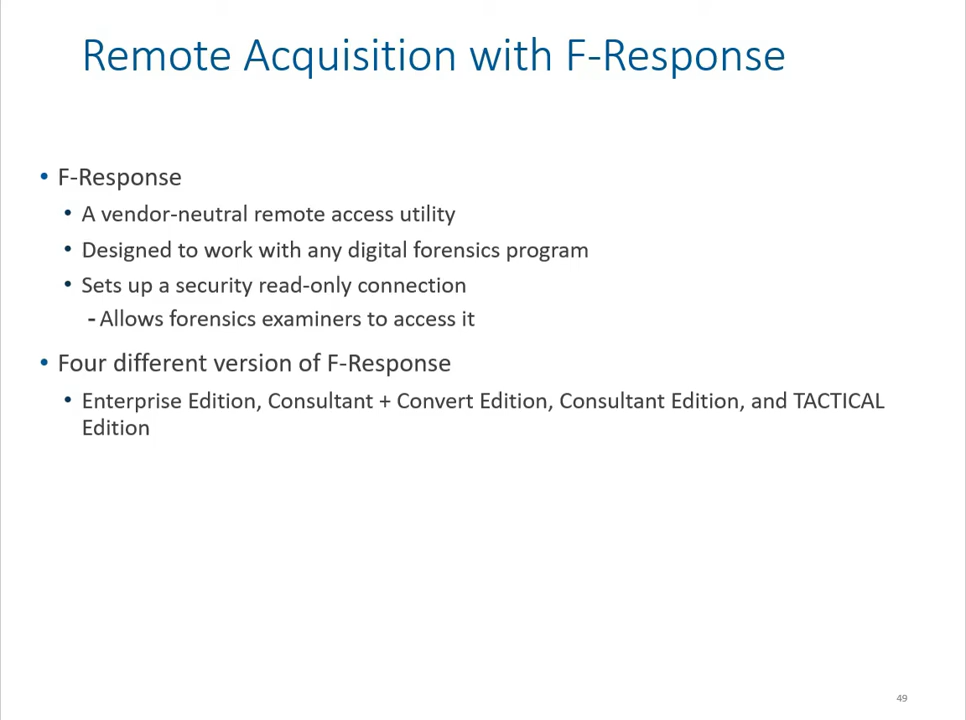 Remote Acquisition with F-Response
• F-Response
• A vendor-neutral remote access utility
• Designed to work with any digital forensics program
• Sets up a security read-only connection
- Allows forensics examiners to access it
• Four different version of F-Response
• Enterprise Edition, Consultant + Convert Edition, Consultant Edition, and TACTICAL
Edition
49